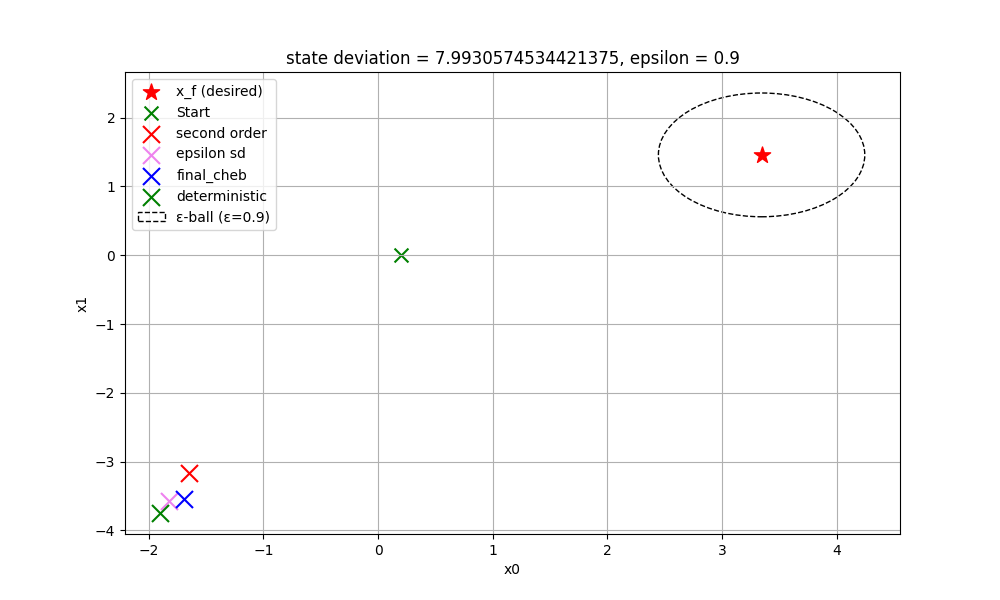 state deviation = 7.9930574534421375, epsilon = 0.9
x_f (desired)
Start
second order
epsilon sd
final_cheb
deterministic
ε-ball (ε=0.9)
2
1
0
−1
−2
−3
−4
x1
−2
−1
0
1
2
3
4
x0